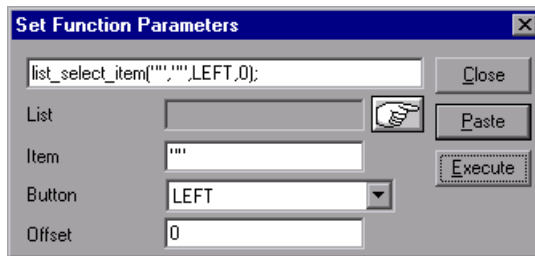 Set Function Parameters
list_select_item("","",LEFT,0);
Close
List
Paste
Item ""
Execute
Button LEFT
Offset 0